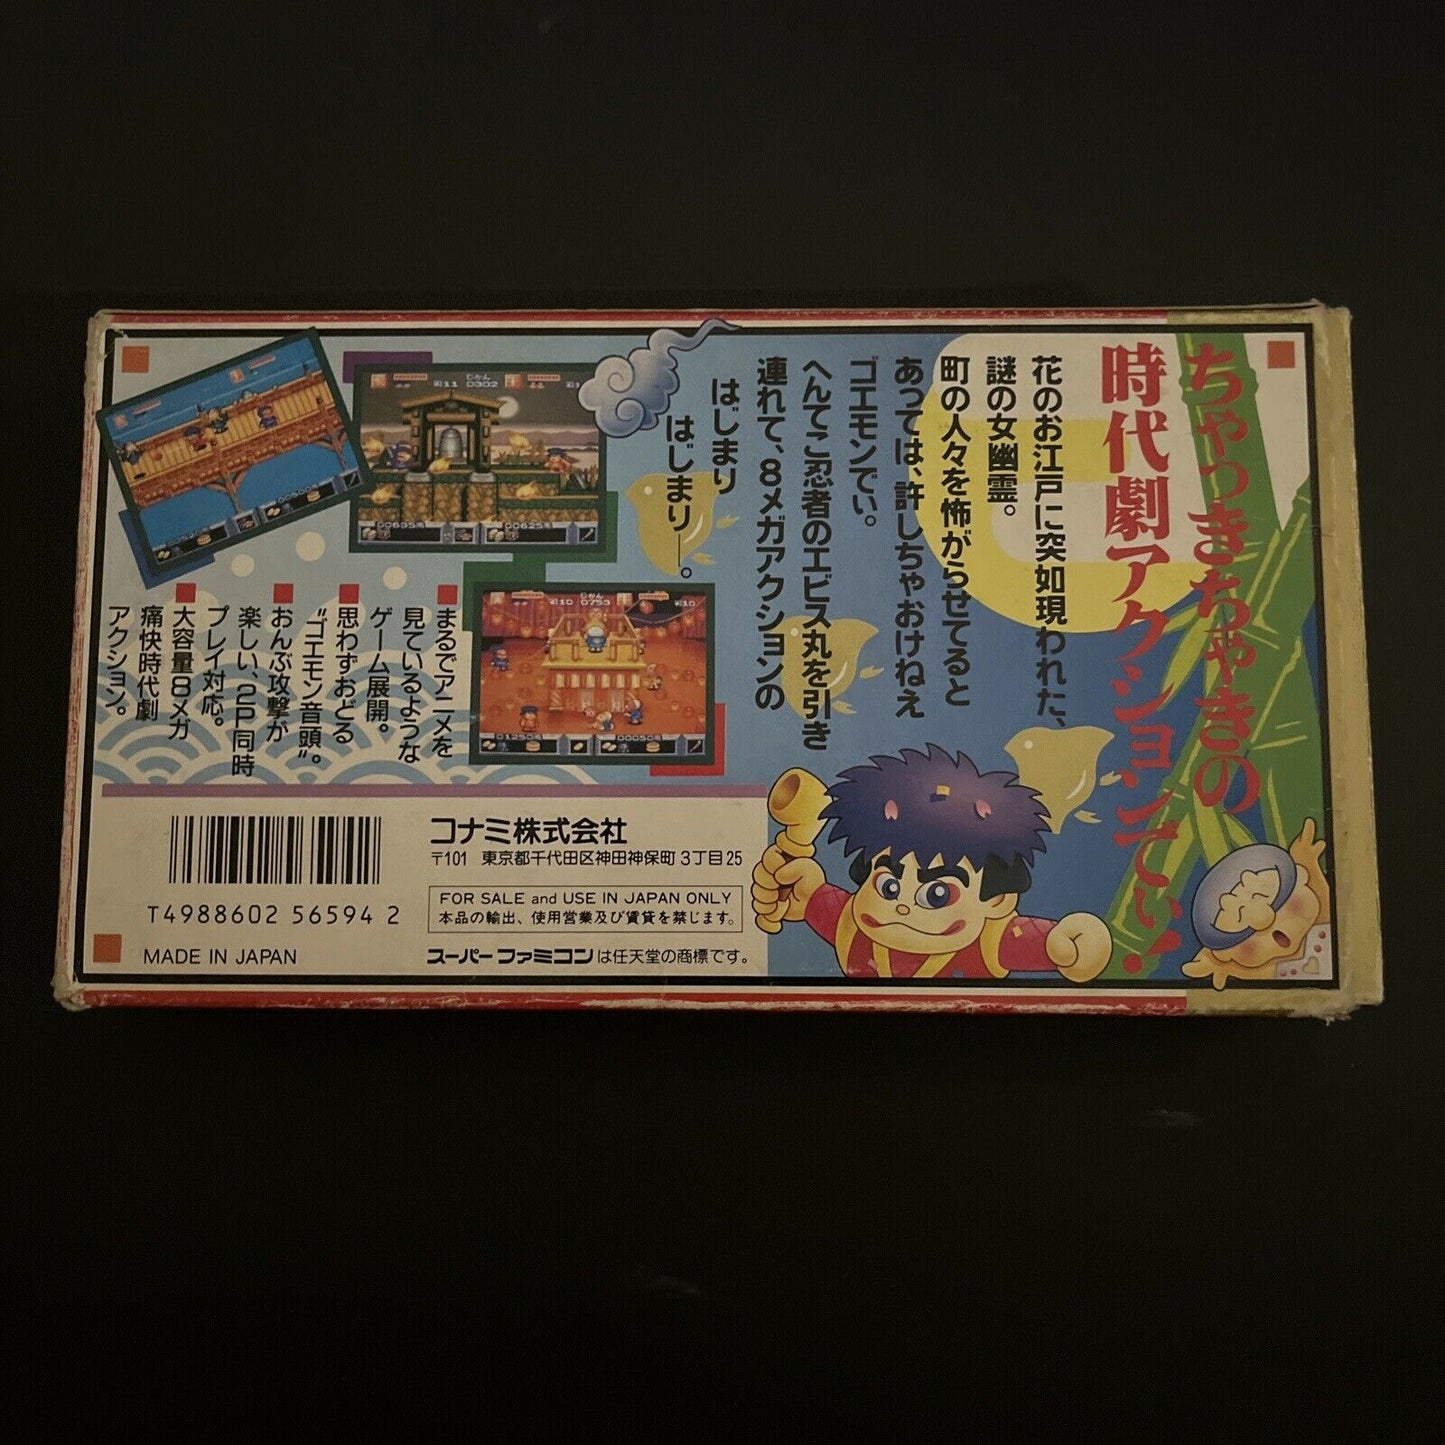 ちゃっきちゃきの
時代劇アクションでぃ!
花のお江戸に突如現われた、
謎の女幽霊。
町の人々を怖がらせてると
あっては、許しちゃおけねえ
ゴエモンでい。
へんてこ忍者のエビス丸を引き
連れて、8メガアクションの
はじまり
はじまり―。
まるでアニメを
見ているような
ゲーム展開。
思わずおどる
“ゴエモン音頭”。
おんぶ攻撃が
楽しい、2P同時
プレイ対応。
大容量8メガ
痛快時代劇
アクション。
コナミ株式会社
〒101 東京都千代田区神田神保町3丁目25
FOR SALE and USE IN JAPAN ONLY
本品の輸出、使用営業及び賃貸を禁じます。
スーパーファミコンは任天堂の商標です。
T4988602 56594 2
MADE IN JAPAN